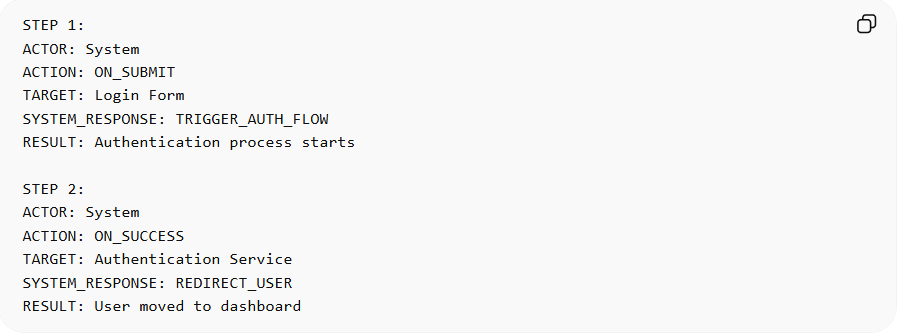 STEP 1:
ACTOR: System
ACTION: ON_SUBMIT
TARGET: Login Form
SYSTEM_RESPONSE: TRIGGER_AUTH_FLOW
RESULT: Authentication process starts
STEP 2:
ACTOR: System
ACTION: ON_SUCCESS
TARGET: Authentication Service
SYSTEM_RESPONSE: REDIRECT_USER
RESULT: User moved to dashboard